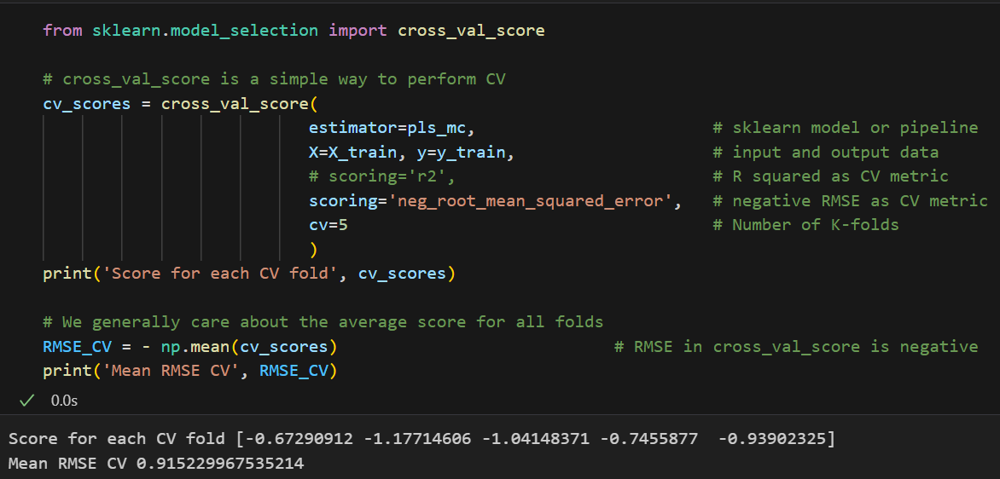 from sklearn.model_selection import cross_val_score
# cross_val_score is a simple way to perform CV
cv_scores = cross_val_score(
estimator=pls_mc, # sklearn model or pipeline
X=X_train, y=y_train, # input and output data
# scoring='r2', # R squared as CV metric
scoring='neg_root_mean_squared_error', # negative RMSE as CV metric
cv=5 # Number of K-folds
)
print('Score for each CV fold', cv_scores)
# We generally care about the average score for all folds
RMSE_CV = - np.mean(cv_scores) # RMSE in cross_val_score is negative
print('Mean RMSE CV', RMSE_CV)
0.0s
Score for each CV fold [-0.67290912 -1.17714606 -1.04148371 -0.7455877  -0.93902325]
Mean RMSE CV 0.915229967535214